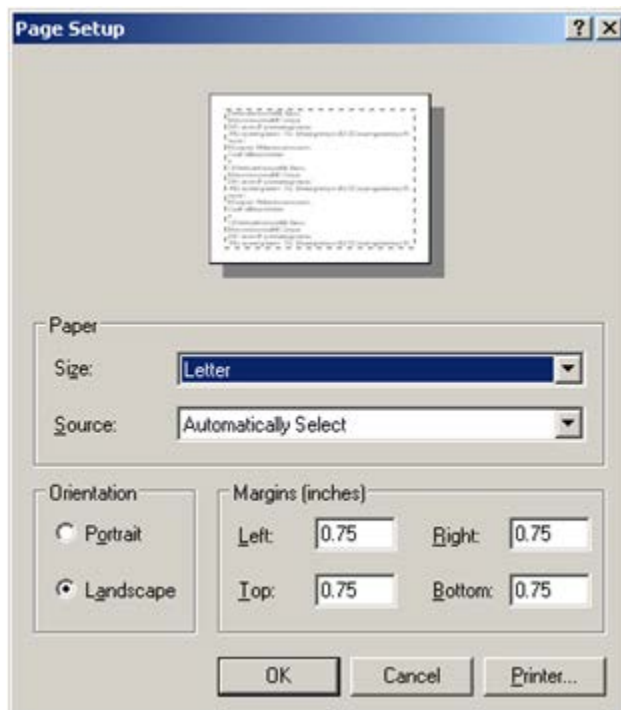 Page Setup
Paper
Size: Letter
Source: Automatically Select
Orientation
Portrait
Landscape
Margins (inches)
Left: 0.75 Right: 0.75
Top: 0.75 Bottom: 0.75
OK Cancel Printer...